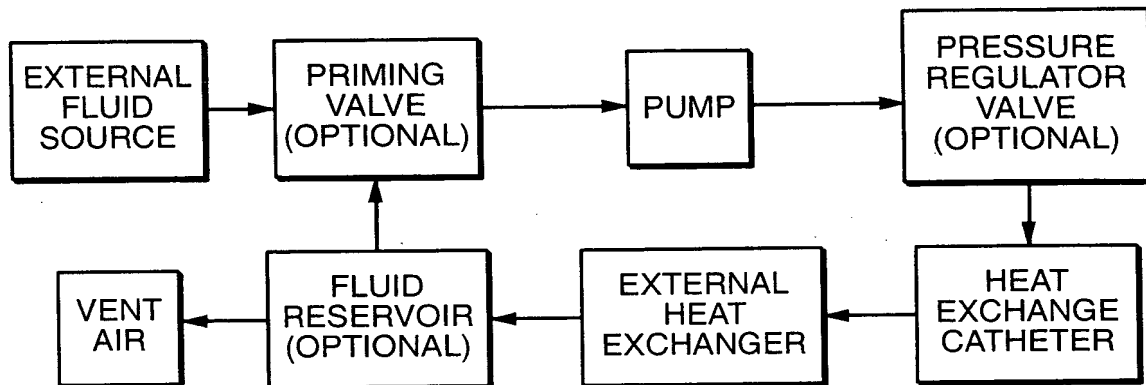 EXTERNAL
FLUID
SOURCE
PRIMING
VALVE
(OPTIONAL)
PUMP
PRESSURE
REGULATOR
VALVE
(OPTIONAL)
VENT
AIR
FLUID
RESERVOIR
(OPTIONAL)
EXTERNAL
HEAT
EXCHANGER
HEAT
EXCHANGE
CATHETER